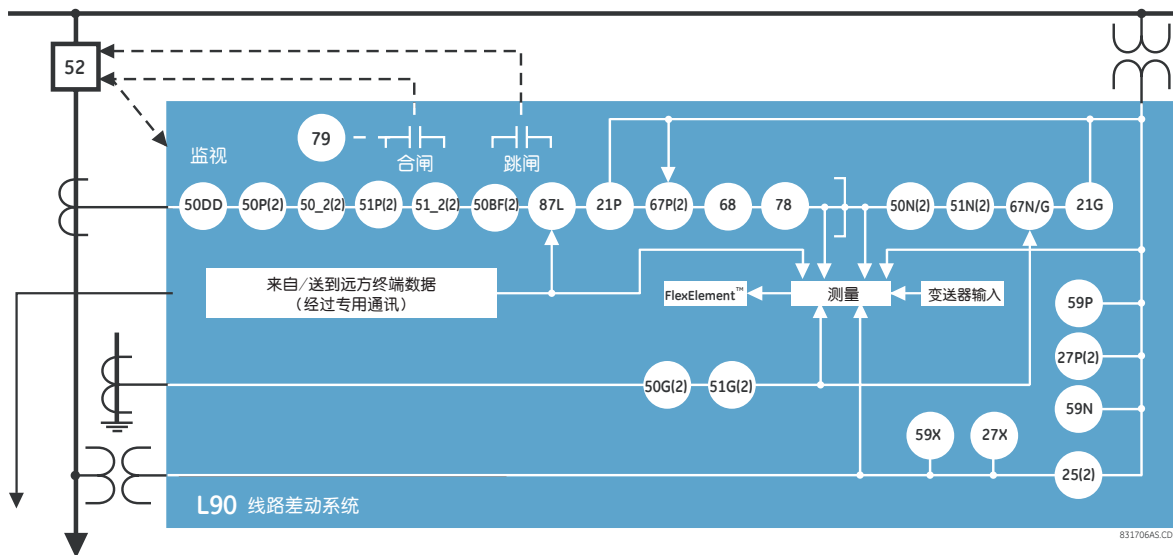 52
79
监视
合闸
跳闸
50DD
50P(2)
50_2(2)
51P(2)
51_2(2)
50BF(2)
87L
21P
67P(2)
68
78
50N(2)
51N(2)
67N/G
21G
来自/送到远方终端数据
（经过专用通讯）
FlexElement™
测量
变送器输入
59P
27P(2)
50G(2)
51G(2)
59N
59X
27X
25(2)
L90 线路差动系统
831706AS.CD